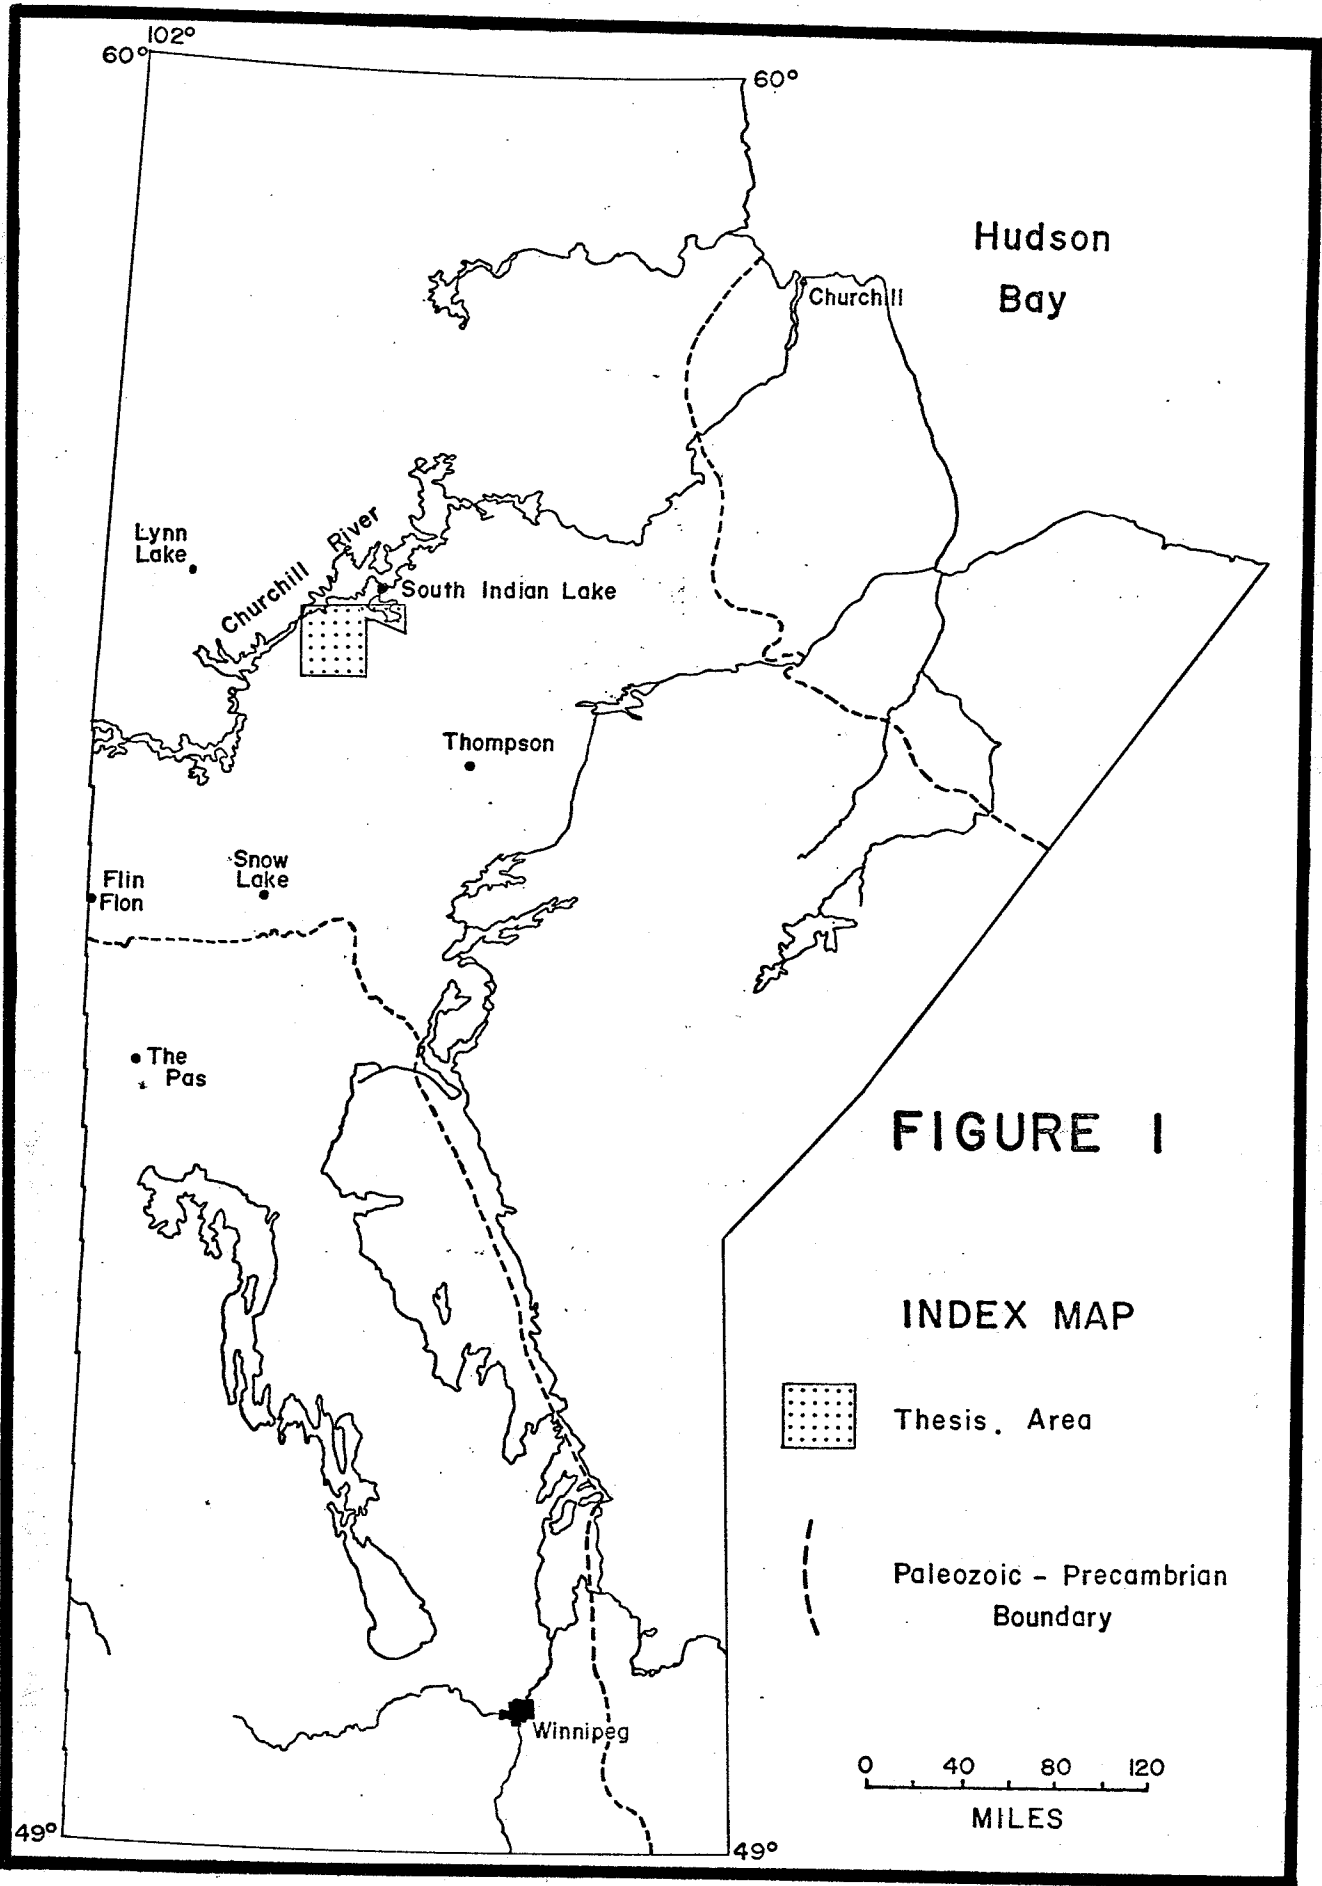 102°
60°
60°
Hudson
Bay
Churchill
Lynn
Lake
Churchill River
South Indian Lake
Thompson
Snow
Lake
Flin
Flon
The
Pas
FIGURE 1
INDEX MAP
Thesis. Area
Paleozoic - Precambrian
Boundary
Winnipeg
0 40 80 120
MILES
49°
49°